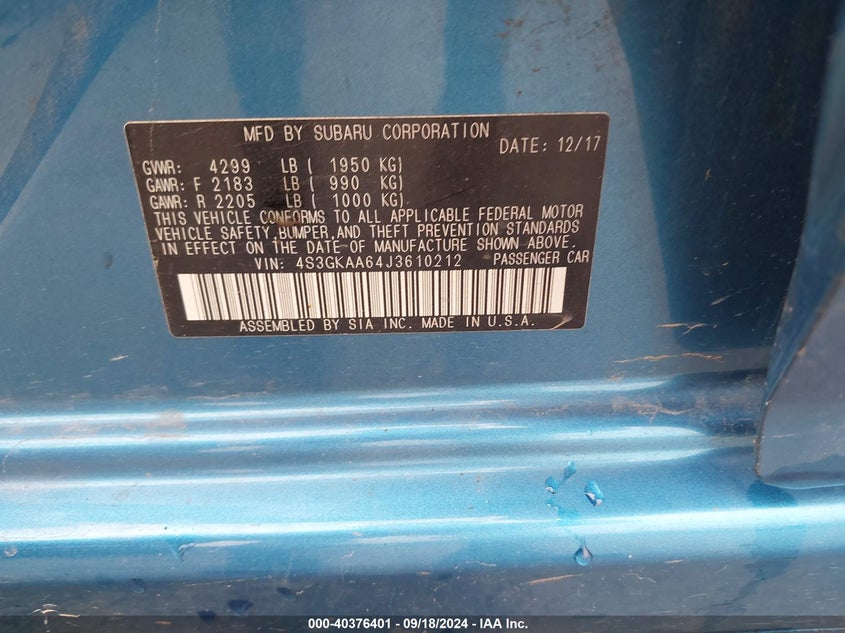 MFD BY SUBARU CORPORATION DATE: 12/17
GVWR: 4299 LB ( 1950 KG)
GAWR: F 2183 LB ( 990 KG)
GAWR: R 2205 LB ( 1000 KG)
THIS VEHICLE CONFORMS TO ALL APPLICABLE FEDERAL MOTOR
VEHICLE SAFETY,BUMPER,AND THEFT PREVENTION STANDARDS
IN EFFECT ON THE DATE OF MANUFACTURE SHOWN ABOVE.
VIN: 4S3GKAA64J3610212 PASSENGER CAR
ASSEMBLED BY SIA INC. MADE IN U.S.A.
000-40376401 - 09/18/2024 - IAA Inc.